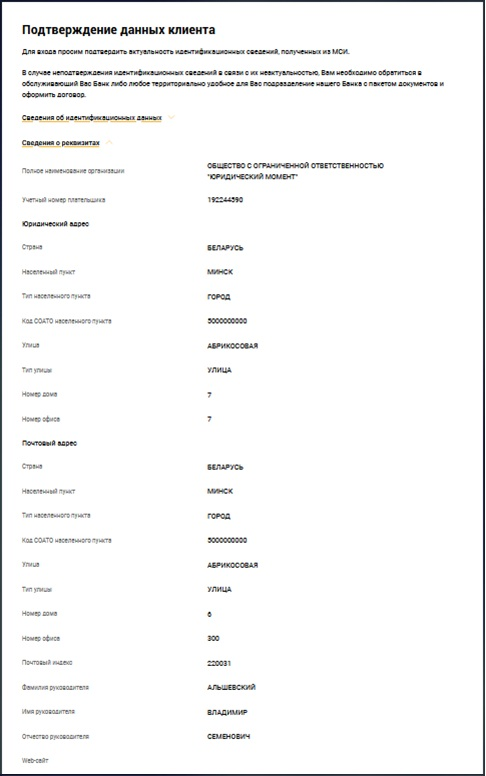 Подтверждение данных клиента
Для входа просим подтвердить актуальность идентификационных сведений, полученных из МСИ.
В случае неподтверждения идентификационных сведений в связи с их неактуальностью, Вам необходимо обратиться в
обслуживающий Вас Банк либо любое территориально удобное для Вас подразделение нашего Банка с пакетом документов и
оформить договор.
Сведения об идентификационных данных
Сведения о реквизитах
Полное наименование организации ОБЩЕСТВО С ОГРАНИЧЕННОЙ ОТВЕТСТВЕННОСТЬЮ
"ЮРИДИЧЕСКИЙ МОМЕНТ"
Учетный номер плательщика 192244590
Юридический адрес
Страна БЕЛАРУСЬ
Населенный пункт МИНСК
Тип населенного пункта ГОРОД
Код СОАТО населенного пункта 5000000000
Улица АБРИКОСОВАЯ
Тип улицы УЛИЦА
Номер дома 7
Номер офиса 7
Почтовый адрес
Страна БЕЛАРУСЬ
Населенный пункт МИНСК
Тип населенного пункта ГОРОД
Код СОАТО населенного пункта 5000000000
Улица АБРИКОСОВАЯ
Тип улицы УЛИЦА
Номер дома 6
Номер офиса 300
Почтовый индекс 220031
Фамилия руководителя АЛЬШЕВСКИЙ
Имя руководителя ВЛАДИМИР
Отчество руководителя СЕМЕНОВИЧ
Web-сайт